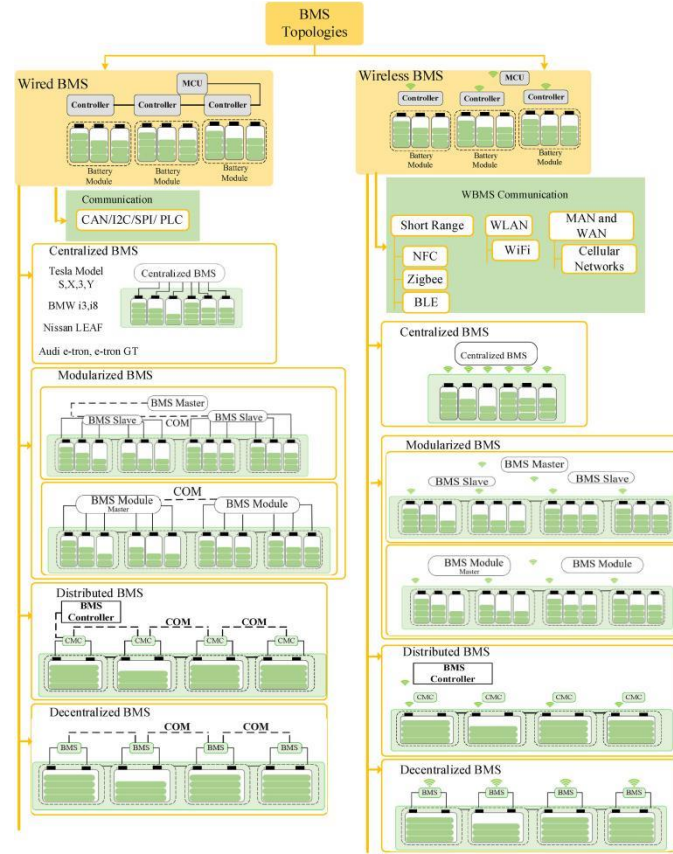 BMS
Topologies
Wired BMS
MCU
Controller
Controller
Controller
Battery
Module
Battery
Module
Battery
Module
Communication
CAN/I2C/SPI/ PLC
Centralized BMS
Tesla Model
S,X,3,Y
BMW i3,i8
Nissan LEAF
Audi e-tron, e-tron GT
Centralized BMS
Modularized BMS
BMS Master
BMS Slave
COM
BMS Slave
COM
BMS Module
Master
BMS Module
Distributed BMS
BMS
Controller
COM
COM
CMC
CMC
CMC
CMC
Decentralized BMS
COM
COM
BMS
BMS
BMS
BMS
Wireless BMS
MCU
Controller
Controller
Controller
Battery
Module
Battery
Module
Battery
Module
WBMS Communication
Short Range
NFC
Zigbee
BLE
WLAN
WiFi
MAN and
WAN
Cellular
Networks
Centralized BMS
Centralized BMS
Modularized BMS
BMS Master
BMS Slave
BMS Slave
BMS Module
Master
BMS Module
Distributed BMS
BMS
Controller
CMC
CMC
CMC
CMC
Decentralized BMS
BMS
BMS
BMS
BMS